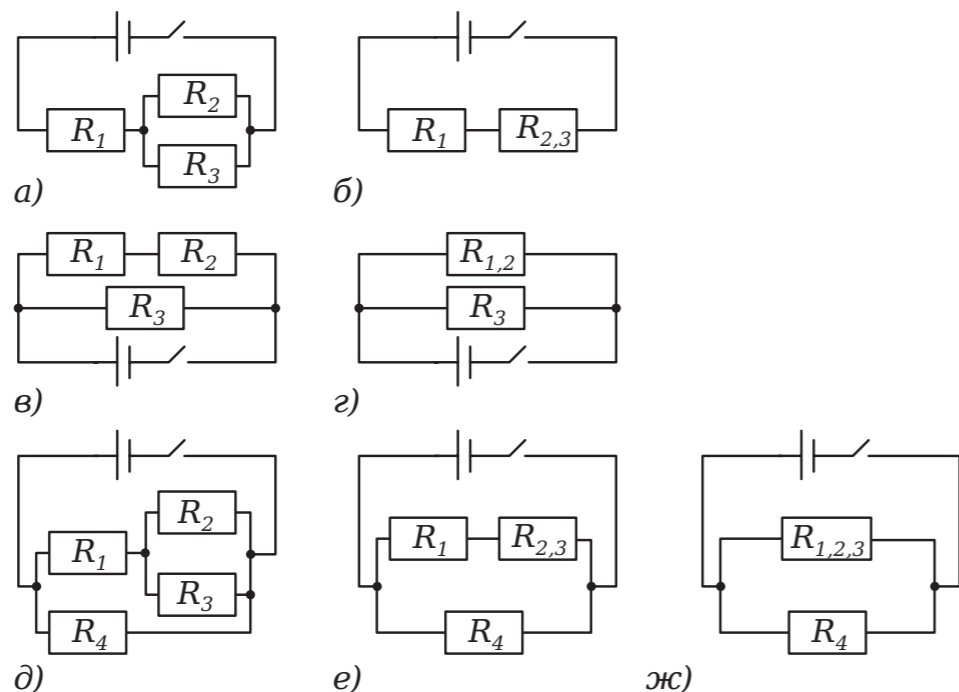 R2
R1
R3
R1 R2,3
а) б)
R1 R2
R3
R1,2
R3
в) г)
R2
R1
R3
R4
R1 R2,3
R4
R1,2,3
R4
д) е) ж)